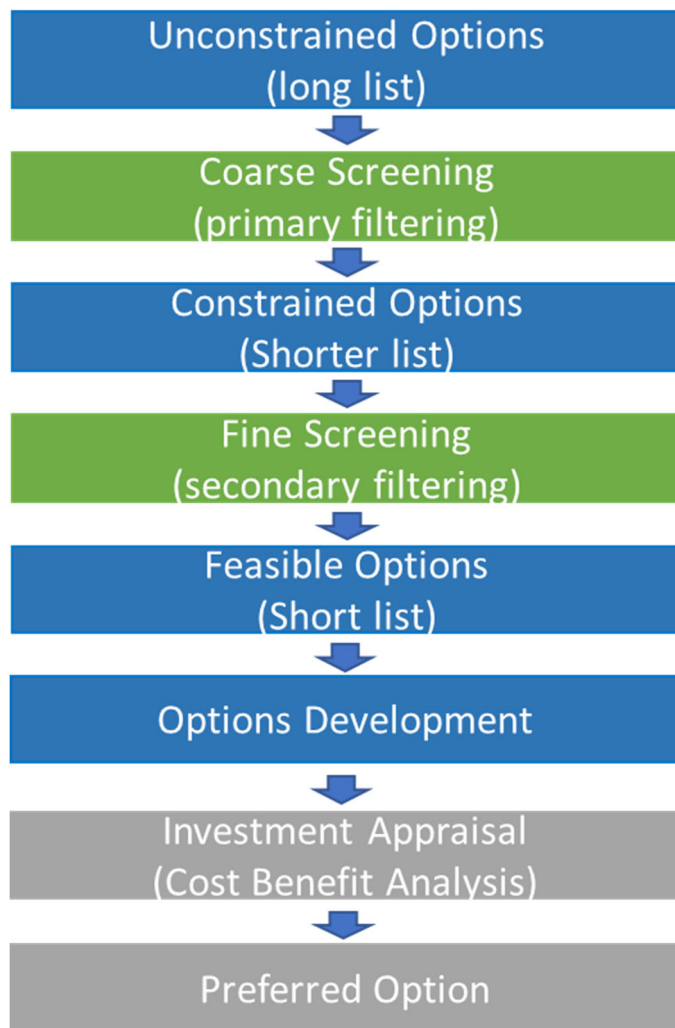 Unconstrained Options
(long list)
Coarse Screening
(primary filtering)
Constrained Options
(Shorter list)
Fine Screening
(secondary filtering)
Feasible Options
(Short list)
Options Development
Investment Appraisal
(Cost Benefit Analysis)
Preferred Option